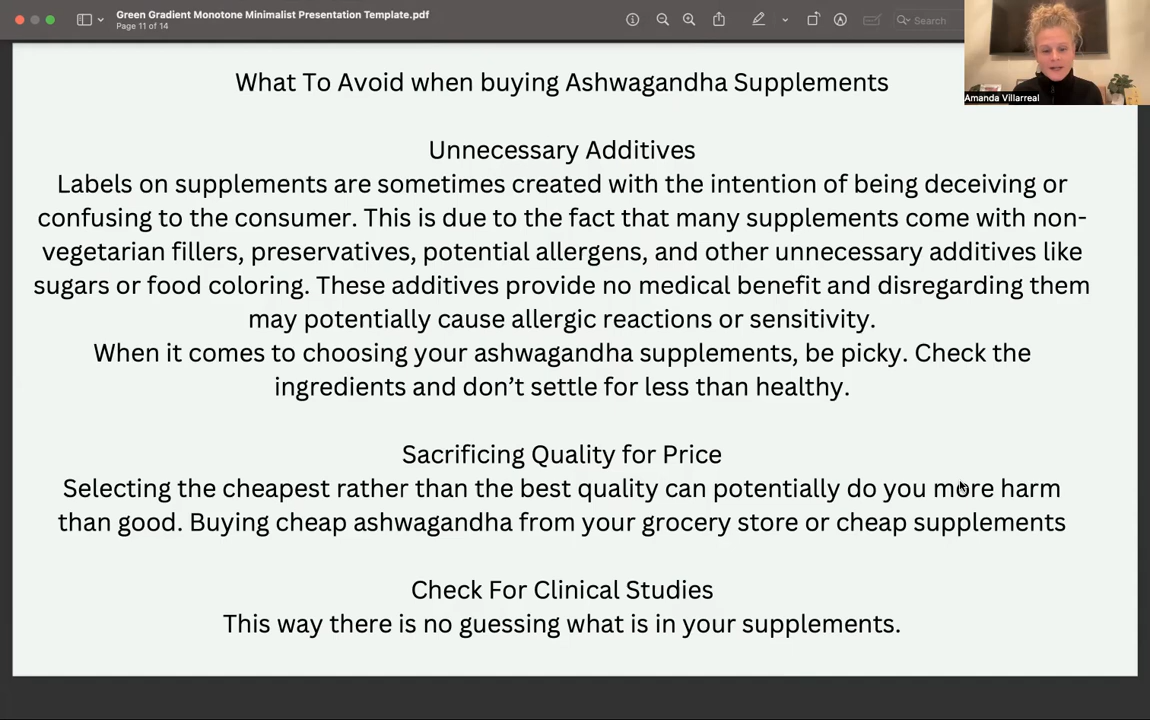 Green Gradient Monotone Minimalist Presentation Template.pdf
Page 11 of 14
Search
Amanda Villarreal
What To Avoid when buying Ashwagandha Supplements
Unnecessary Additives
Labels on supplements are sometimes created with the intention of being deceiving or
confusing to the consumer. This is due to the fact that many supplements come with non-
vegetarian fillers, preservatives, potential allergens, and other unnecessary additives like
sugars or food coloring. These additives provide no medical benefit and disregarding them
may potentially cause allergic reactions or sensitivity.
When it comes to choosing your ashwagandha supplements, be picky. Check the
ingredients and don’t settle for less than healthy.
Sacrificing Quality for Price
Selecting the cheapest rather than the best quality can potentially do you more harm
than good. Buying cheap ashwagandha from your grocery store or cheap supplements
Check For Clinical Studies
This way there is no guessing what is in your supplements.